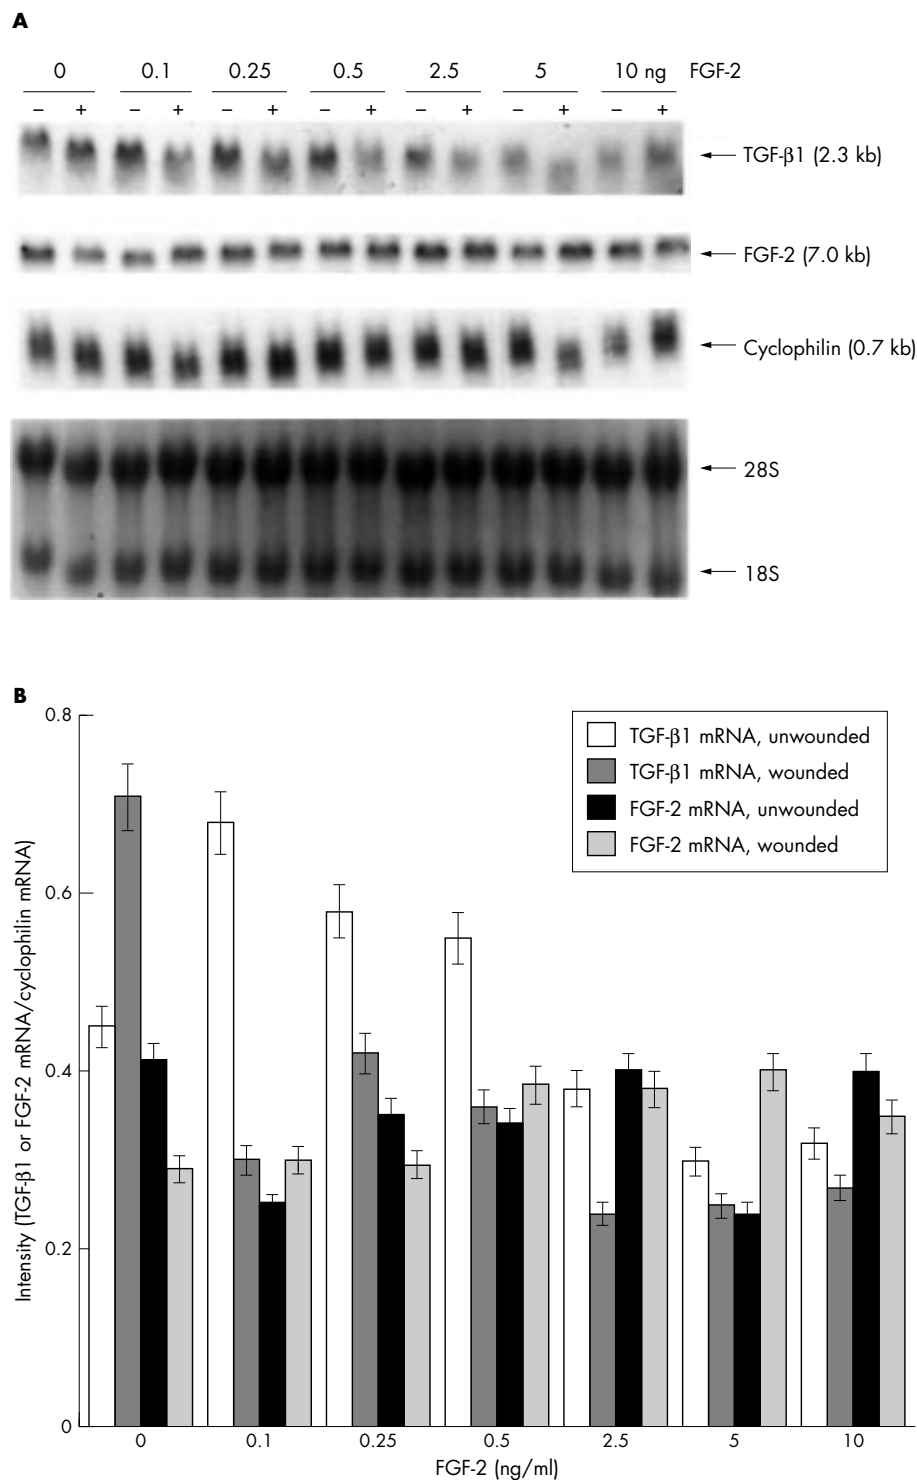 A
0 0.1 0.25 0.5 2.5 5 10 ng FGF-2
– + – + – + – + – + – + – +
TGF-β1 (2.3 kb)
FGF-2 (7.0 kb)
Cyclophilin (0.7 kb)
28S
18S
B
Intensity (TGF-β1 or FGF-2 mRNA/cyclophilin mRNA)
0.8
0.6
0.4
0.2
0
TGF-β1 mRNA, unwounded
TGF-β1 mRNA, wounded
FGF-2 mRNA, unwounded
FGF-2 mRNA, wounded
0 0.1 0.25 0.5 2.5 5 10
FGF-2 (ng/ml)